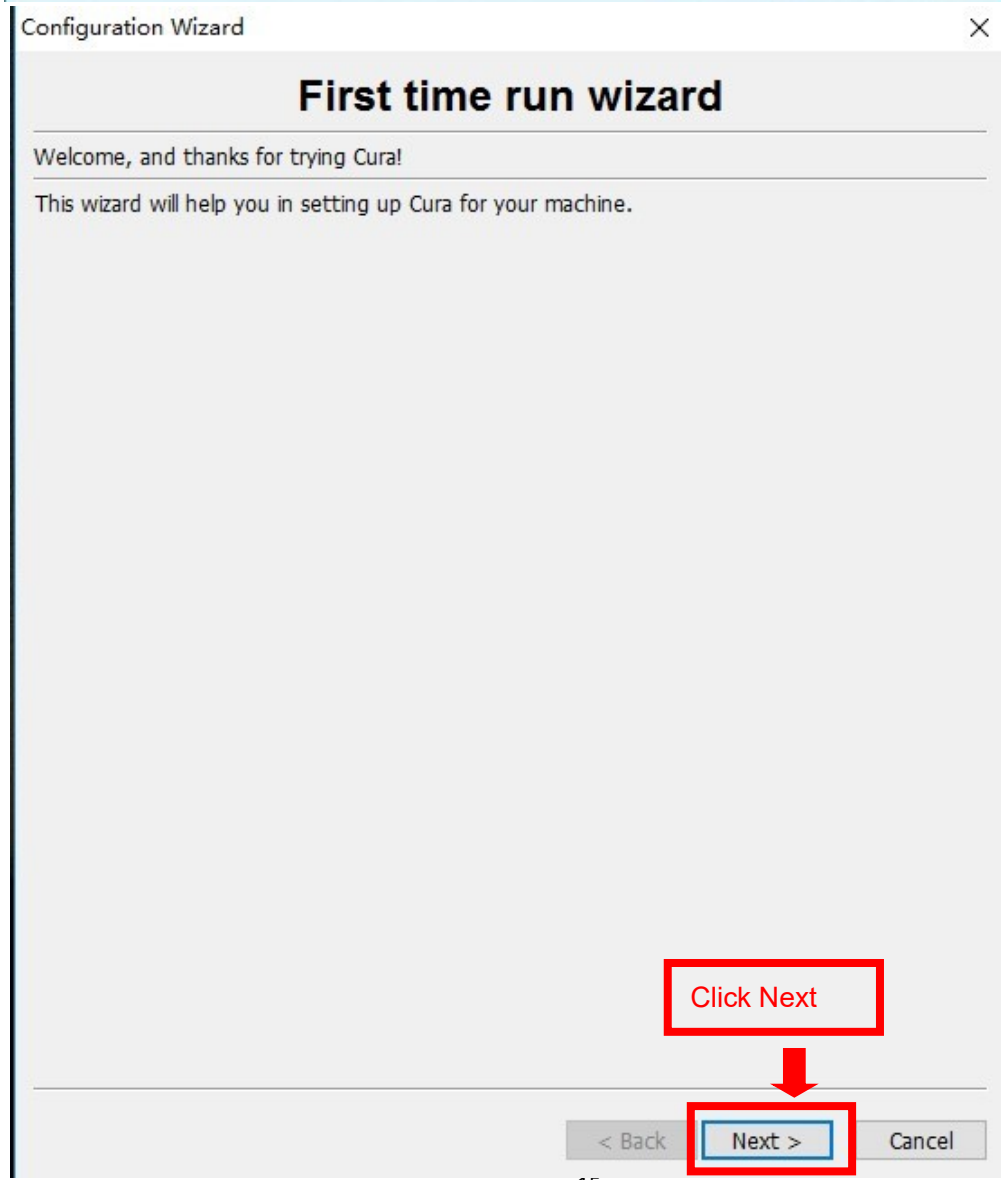 Configuration Wizard
First time run wizard
Welcome, and thanks for trying Cura!
This wizard will help you in setting up Cura for your machine.
Click Next
< Back Next > Cancel